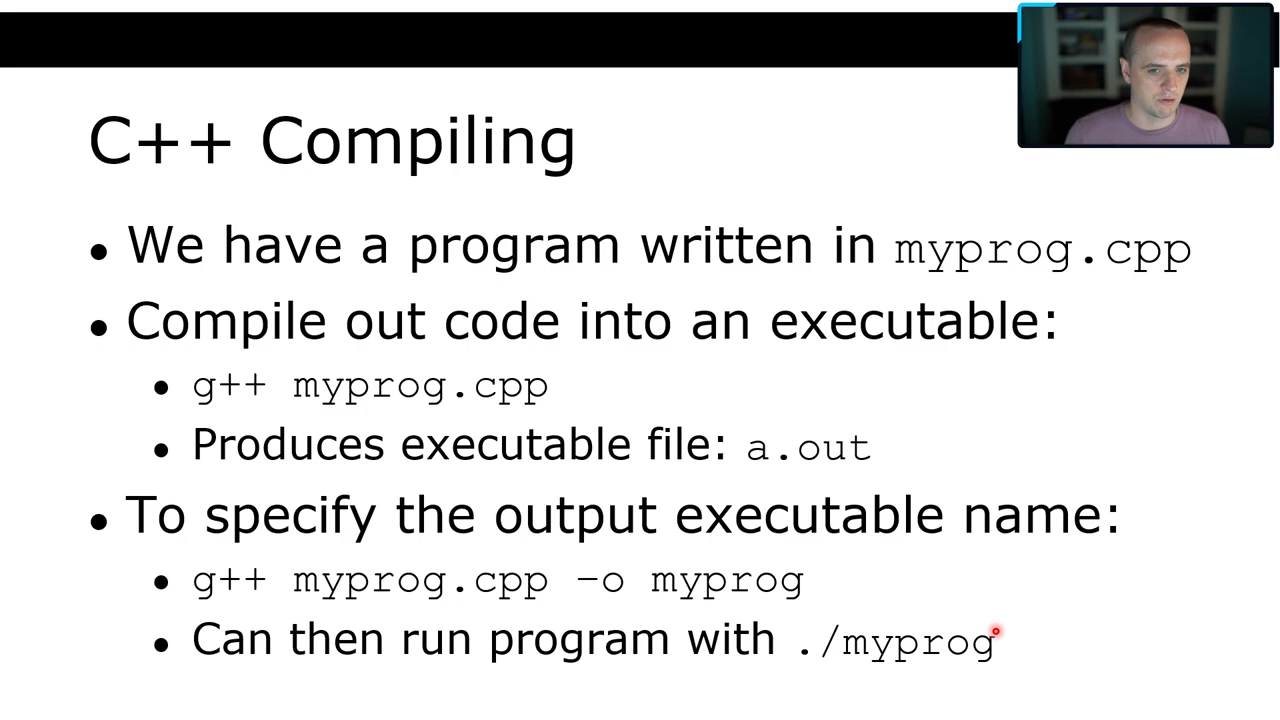 C++ Compiling
• We have a program written in myprog.cpp
• Compile out code into an executable:
• g++ myprog.cpp
• Produces executable file: a.out
• To specify the output executable name:
• g++ myprog.cpp –o myprog
• Can then run program with ./myprog